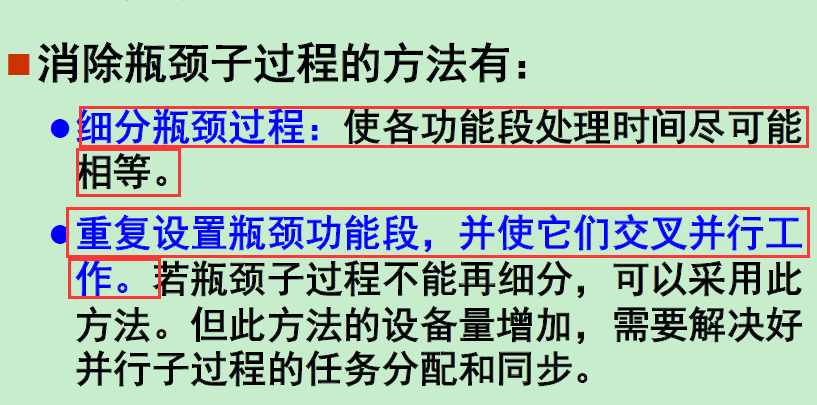 消除瓶颈子过程的方法有：
细分瓶颈过程：使各功能段处理时间尽可能
相等。
重复设置瓶颈功能段，并使它们交叉并行工
作。若瓶颈子过程不能再细分，可以采用此
方法。但此方法的设备量增加，需要解决好
并行子过程的任务分配和同步。